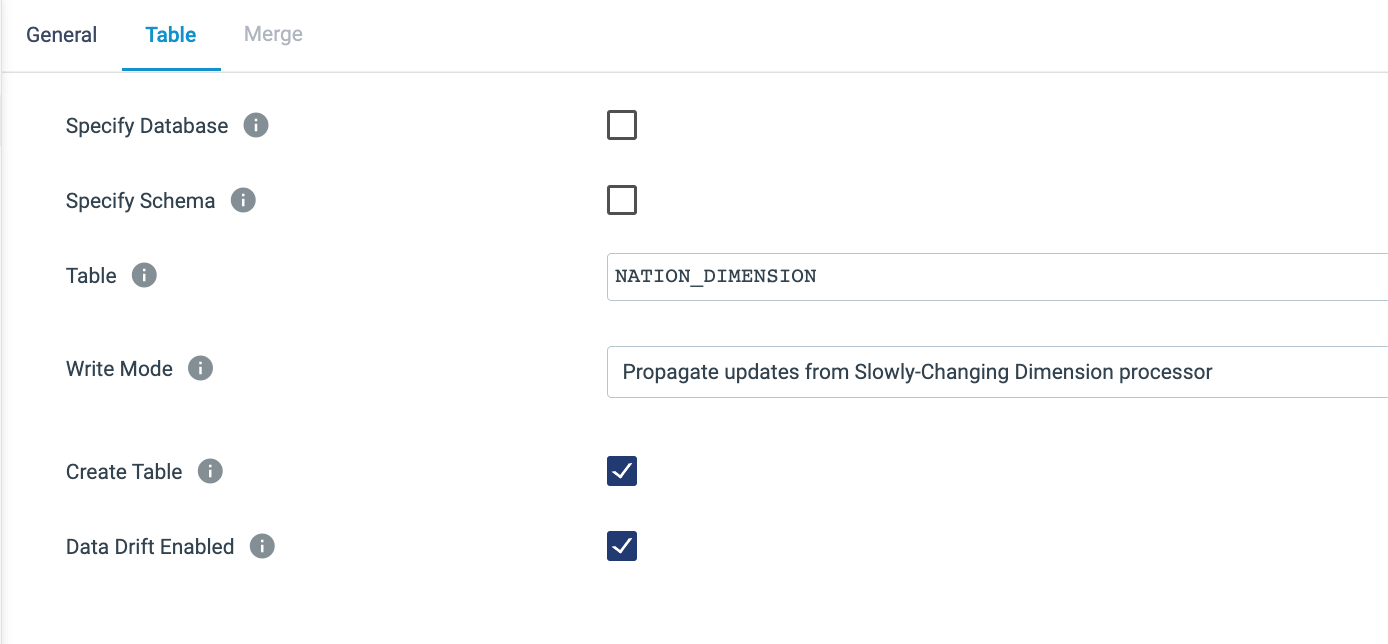 General Table Merge
Specify Database
Specify Schema
Table NATION_DIMENSION
Write Mode Propagate updates from Slowly-Changing Dimension processor
Create Table
Data Drift Enabled